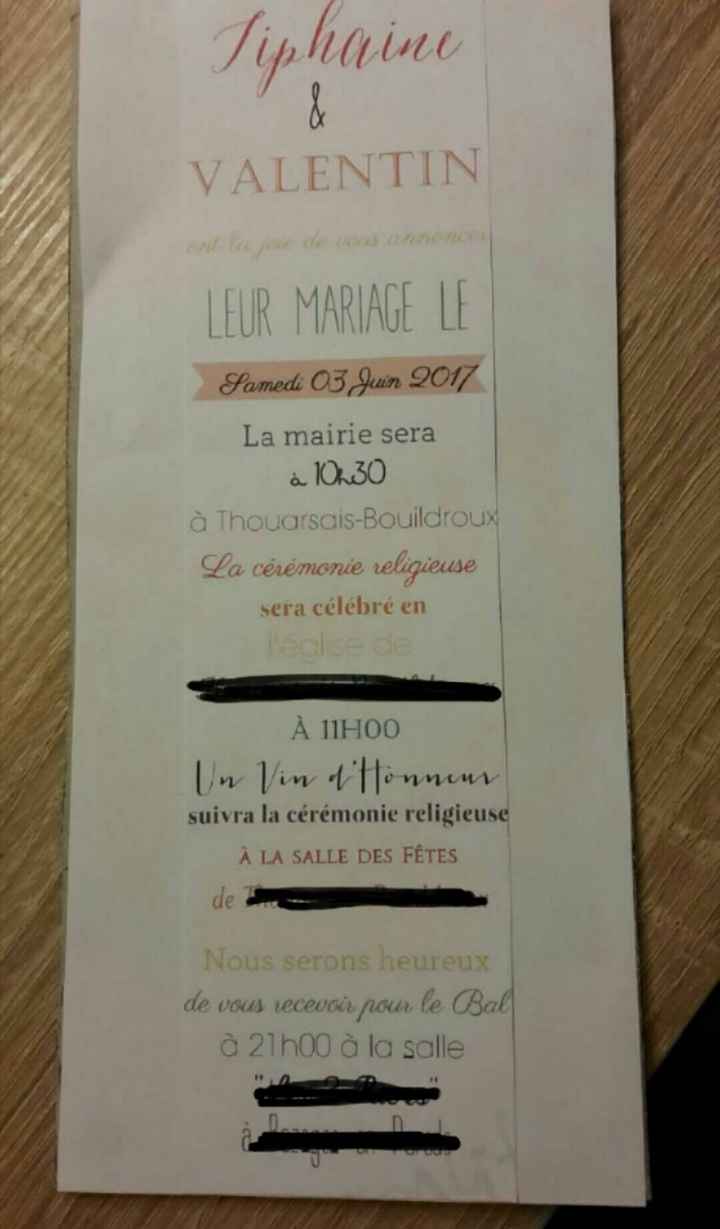 Tiphaine
&
VALENTIN
ont la joie de vous annoncer
LEUR MARIAGE LE
Samedi 03 Juin 2017
La mairie sera
à 10h30
à Thouarsais-Bouildroux
La cérémonie religieuse
sera célébré en
l'église de
À 11H00
Un Vin d'Honneur
suivra la cérémonie religieuse
À LA SALLE DES FÊTES
de
Nous serons heureux
de vous recevoir pour le Bal
à 21h00 à la salle
à